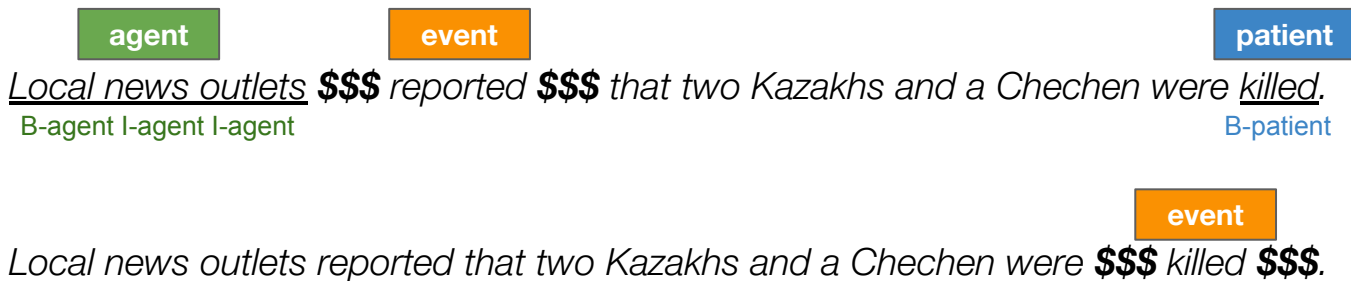 agent event patient
Local news outlets $$$ reported $$$ that two Kazakhs and a Chechen were killed.
B-agent I-agent I-agent B-patient
event
Local news outlets reported that two Kazakhs and a Chechen were $$$ killed $$$.